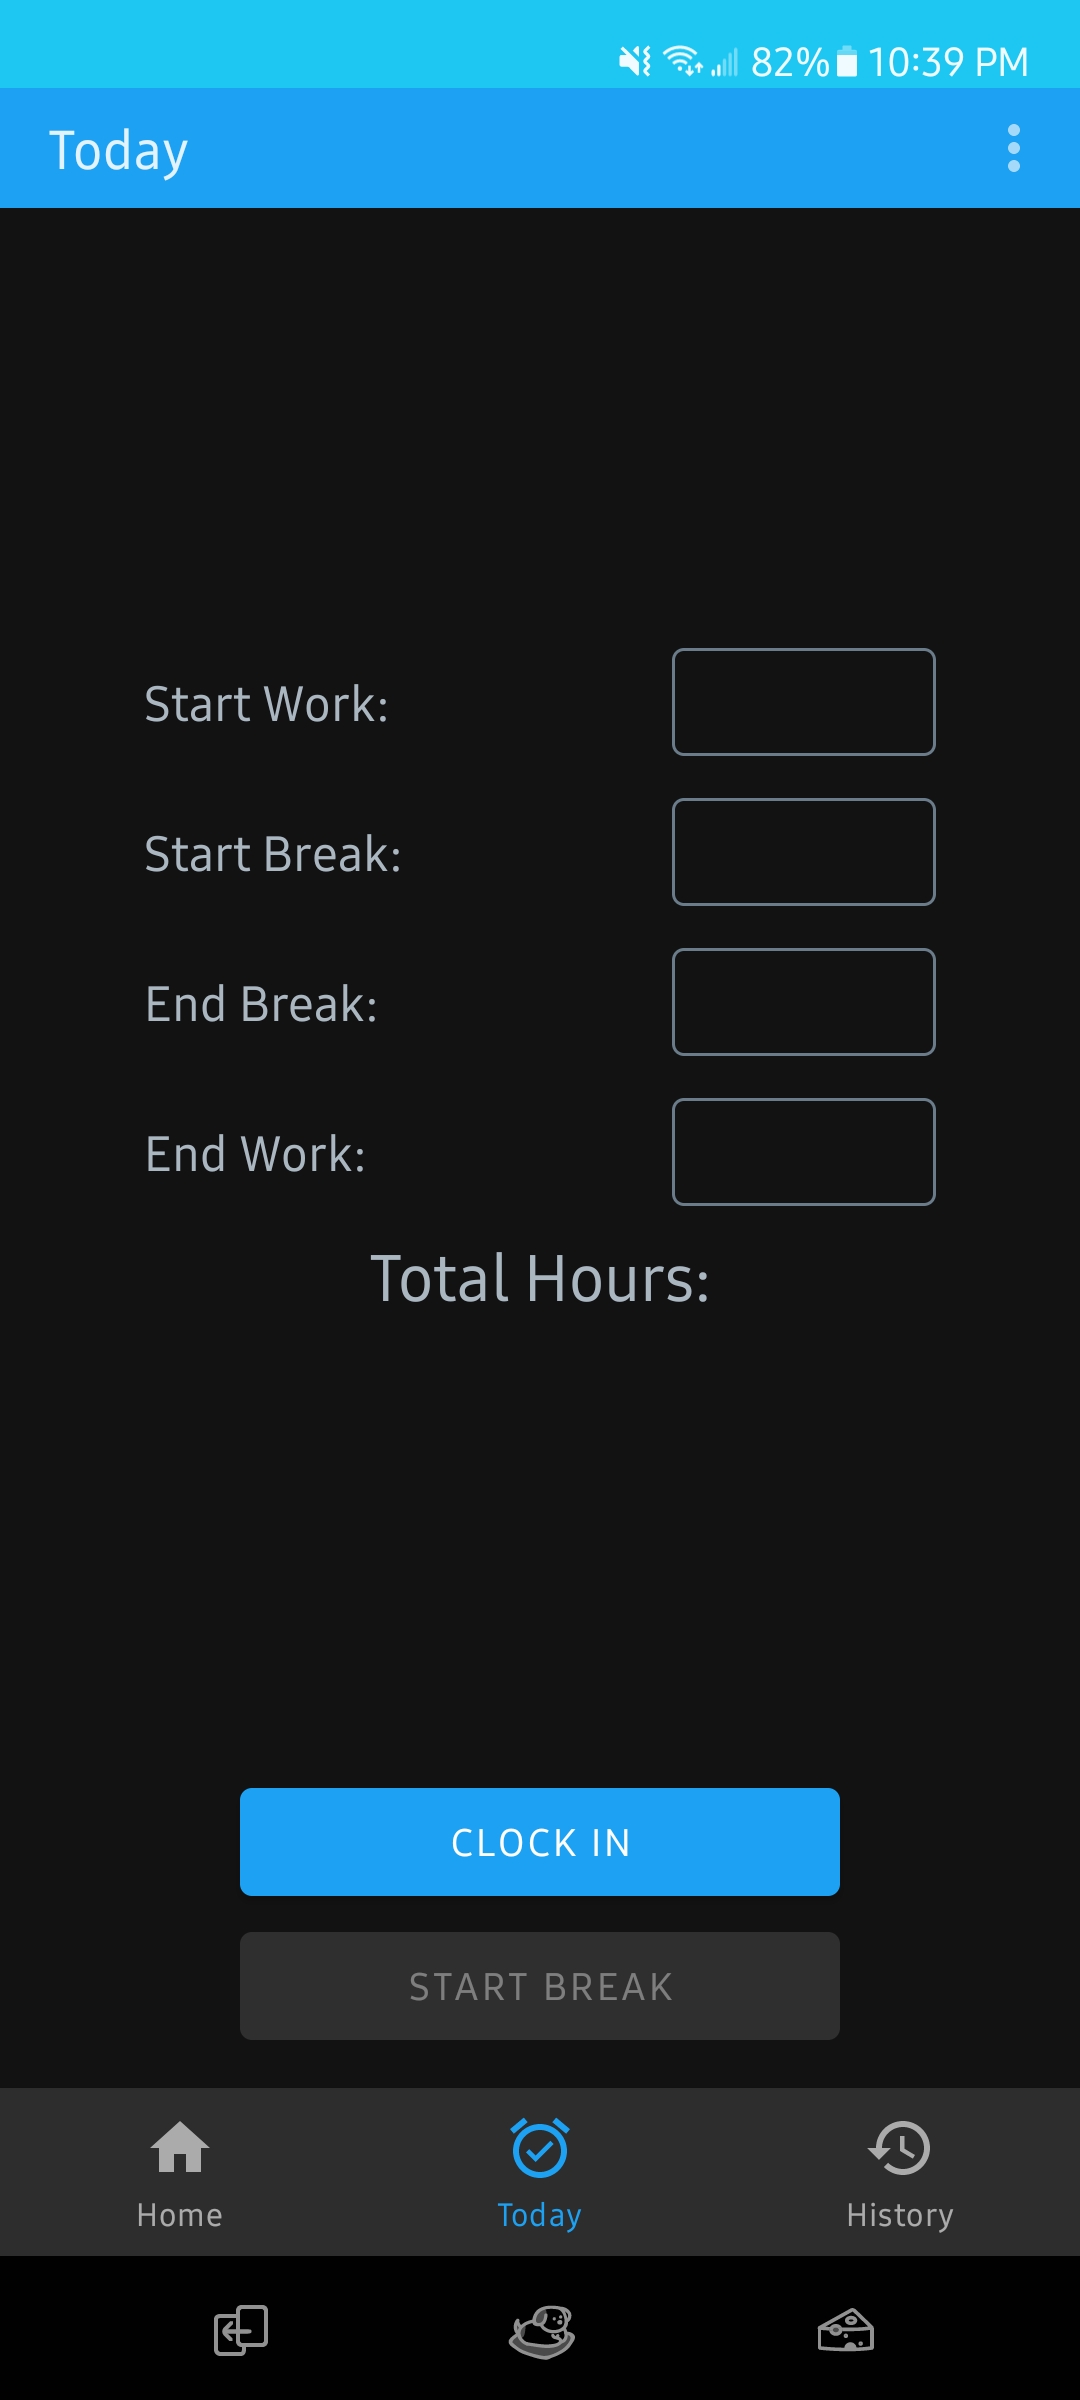 82% 10:39 PM
Today
Start Work:
Start Break:
End Break:
End Work:
Total Hours:
CLOCK IN
START BREAK
Home Today History